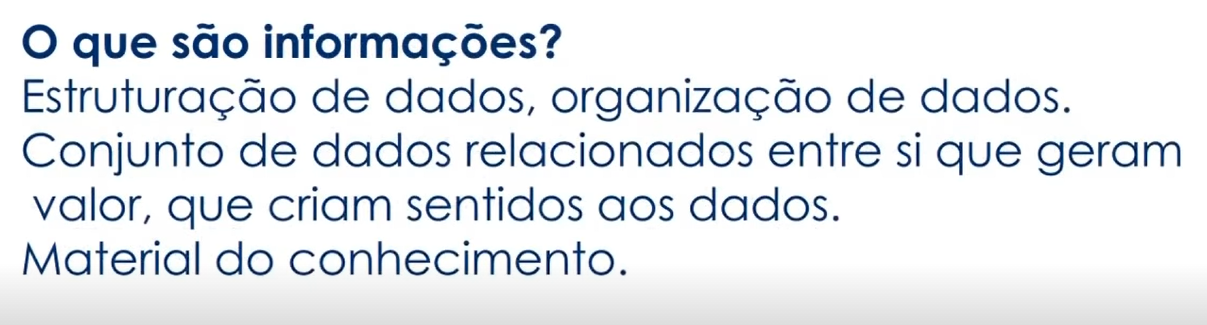 O que são informações?
Estruturação de dados, organização de dados.
Conjunto de dados relacionados entre si que geram
valor, que criam sentidos aos dados.
Material do conhecimento.